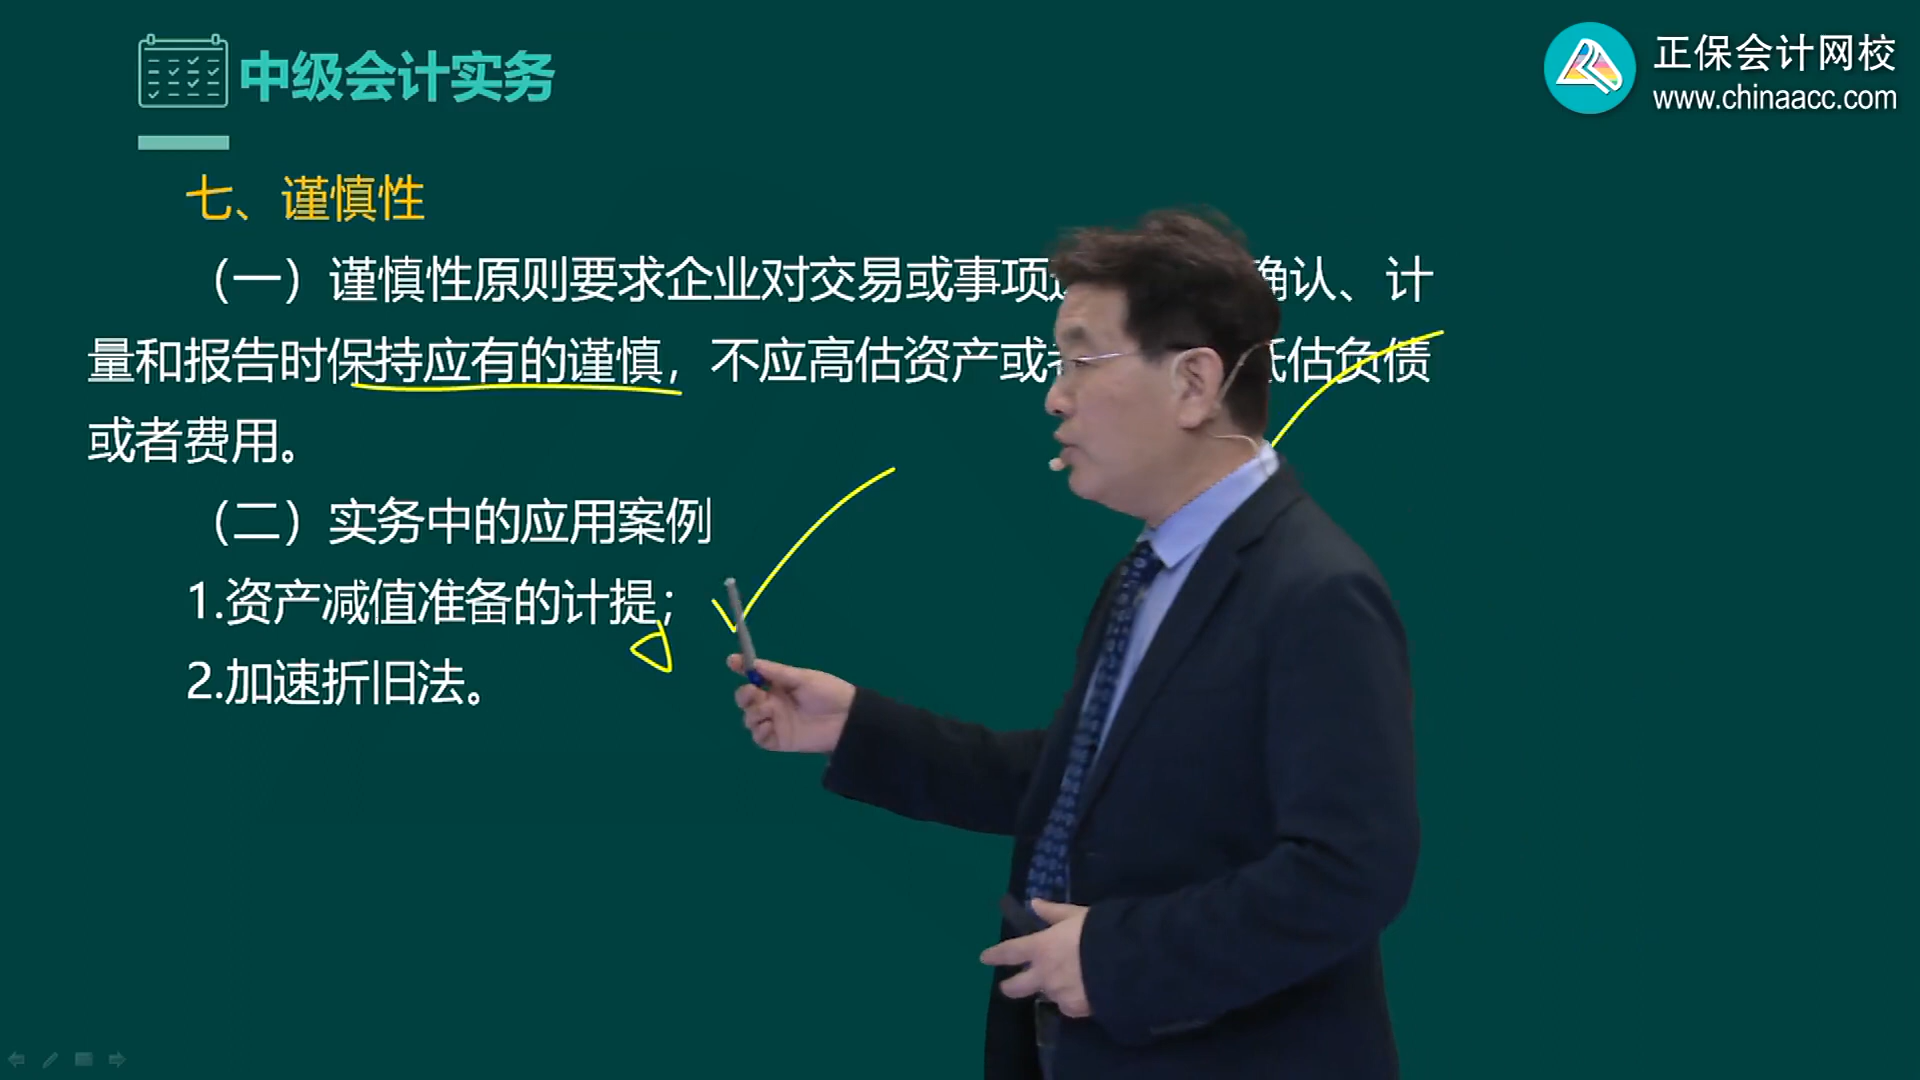 中级会计实务
正保会计网校
www.chinaacc.com
七、谨慎性
（一）谨慎性原则要求企业对交易或事项 确认、计
量和报告时保持应有的谨慎，不应高估资产或 估负债
或者费用。
（二）实务中的应用案例
1.资产减值准备的计提；
2.加速折旧法。